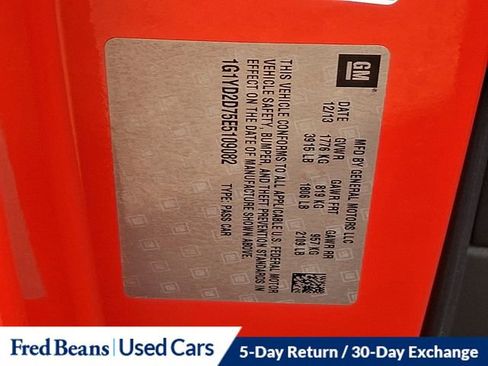 GM
MFD BY GENERAL MOTORS LLC
DATE GVWR GAWR FRT GAWR RR
12/13 1776 KG 819 KG 957 KG
3915 LB 1806 LB 2109 LB
THIS VEHICLE CONFORMS TO ALL APPLICABLE U.S. FEDERAL MOTOR
VEHICLE SAFETY, BUMPER, AND THEFT PREVENTION STANDARDS IN
EFFECT ON THE DATE OF MANUFACTURE SHOWN ABOVE.
1G1YD2D75E5109082 TYPE: PASS CAR
Fred Beans Used Cars 5-Day Return / 30-Day Exchange